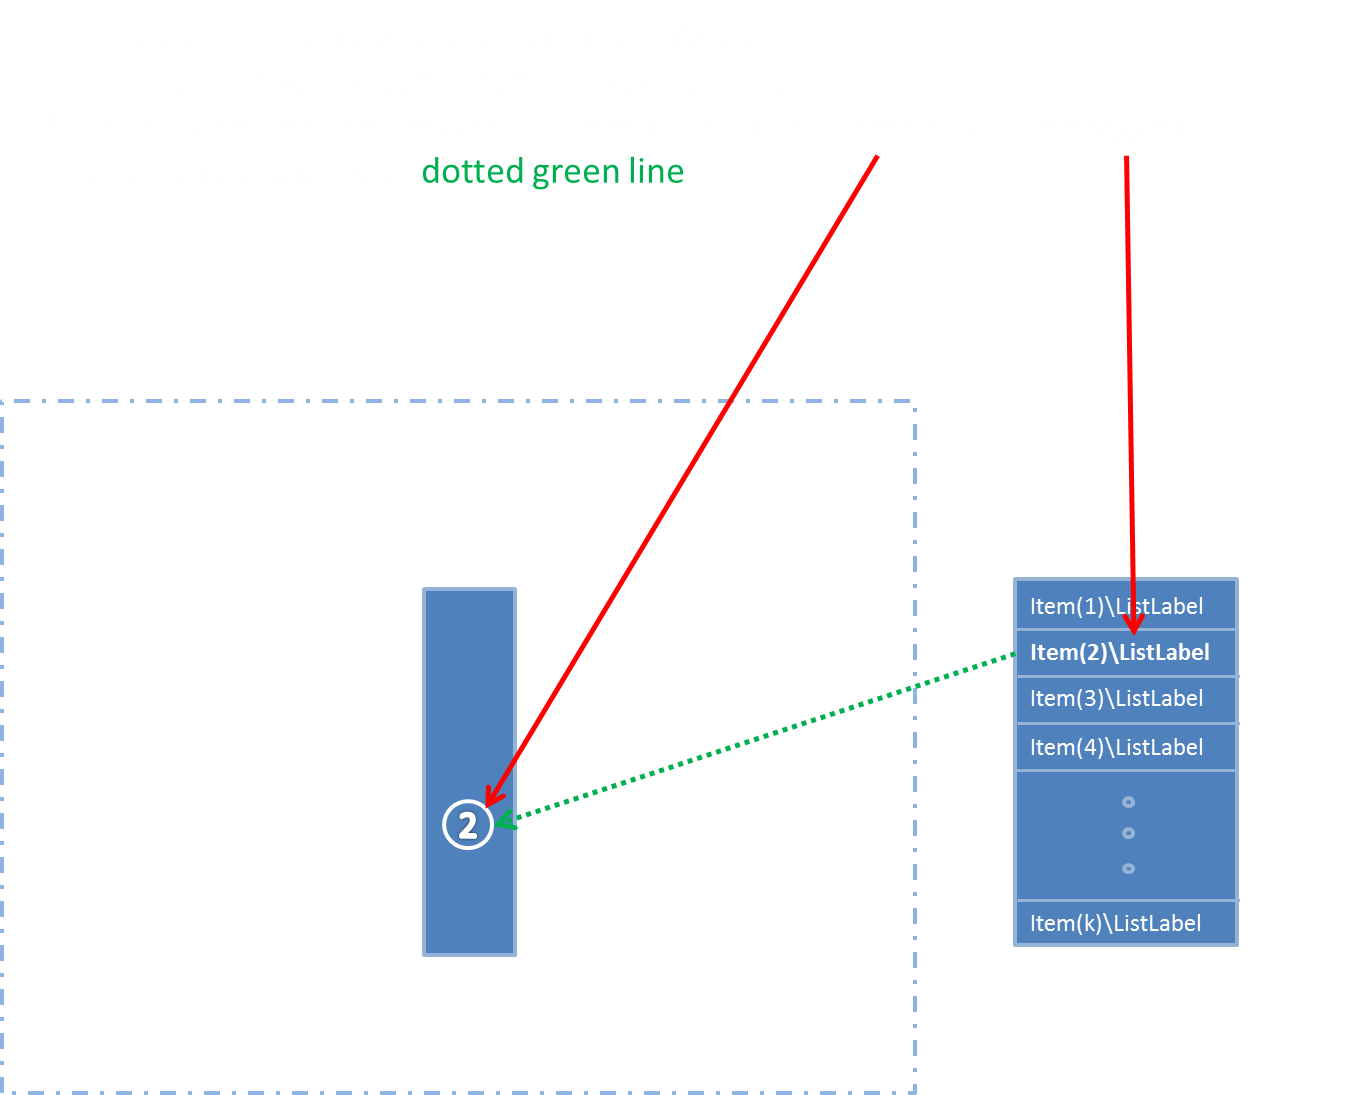 dotted green line
Item(1)\ListLabel
Item(2)\ListLabel
Item(3)\ListLabel
Item(4)\ListLabel
2
Item(k)\ListLabel